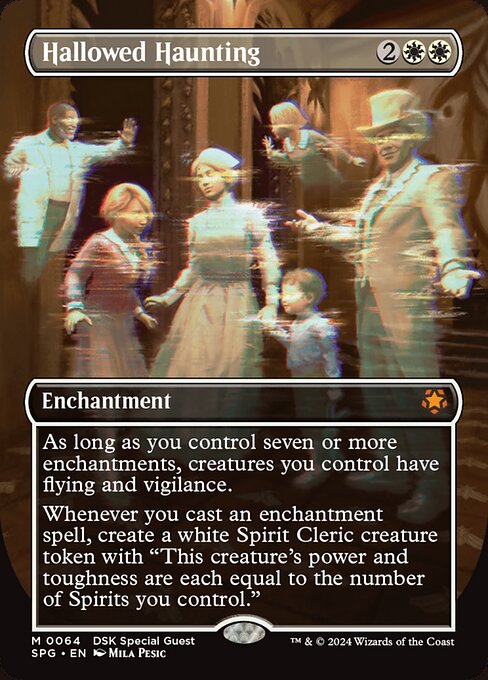 Hallowed Haunting 2
Enchantment
As long as you control seven or more
enchantments, creatures you control have
flying and vigilance.
Whenever you cast an enchantment
spell, create a white Spirit Cleric creature
token with “This creature’s power and
toughness are each equal to the number
of Spirits you control.”
M 0064 DSK Special Guest
SPG • EN Mila Pesic
™ & © 2024 Wizards of the Coast